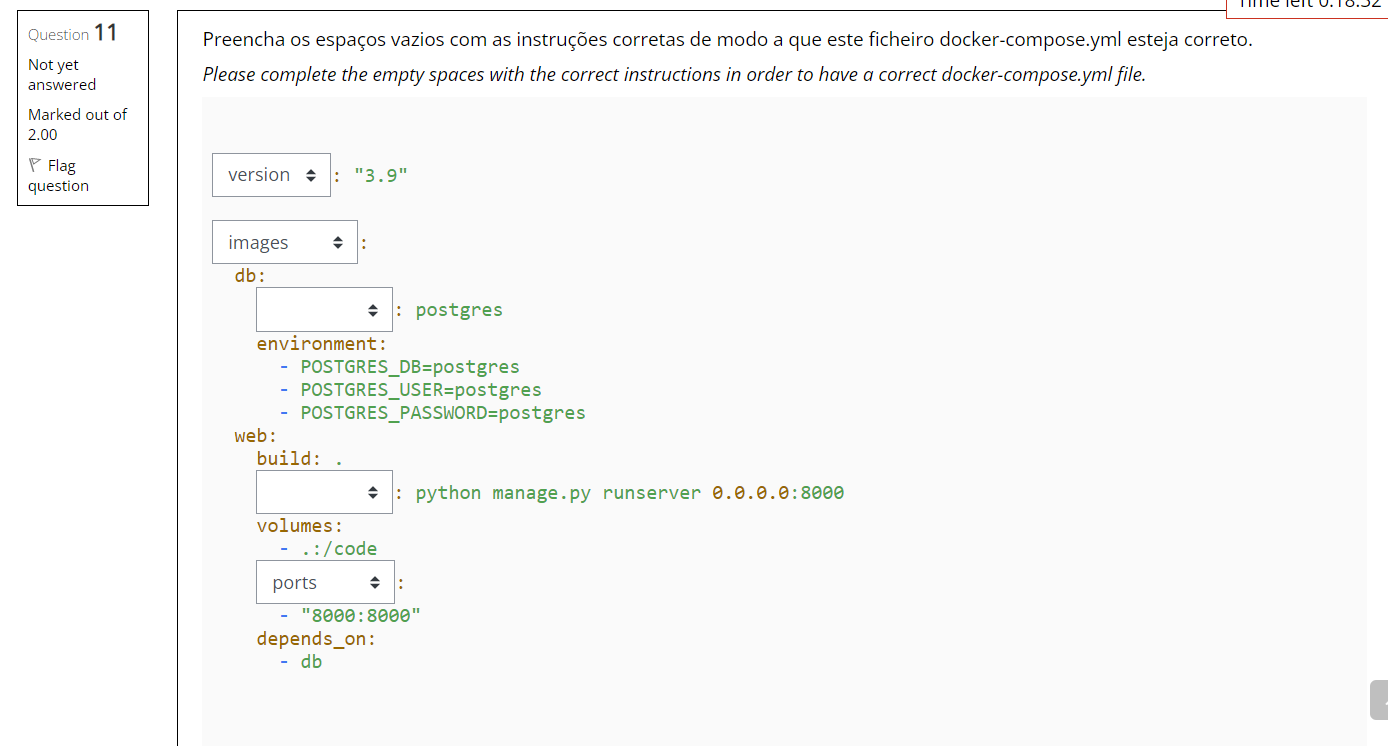 Time left 0:18:32
Question 11
Not yet
answered
Marked out of
2.00
Flag
question
Preencha os espaços vazios com as instruções corretas de modo a que este ficheiro docker-compose.yml esteja correto.
Please complete the empty spaces with the correct instructions in order to have a correct docker-compose.yml file.
version : "3.9"
images :
db:
: postgres
environment:
- POSTGRES_DB=postgres
- POSTGRES_USER=postgres
- POSTGRES_PASSWORD=postgres
web:
build: .
: python manage.py runserver 0.0.0.0:8000
volumes:
- .:/code
ports :
- "8000:8000"
depends_on:
- db